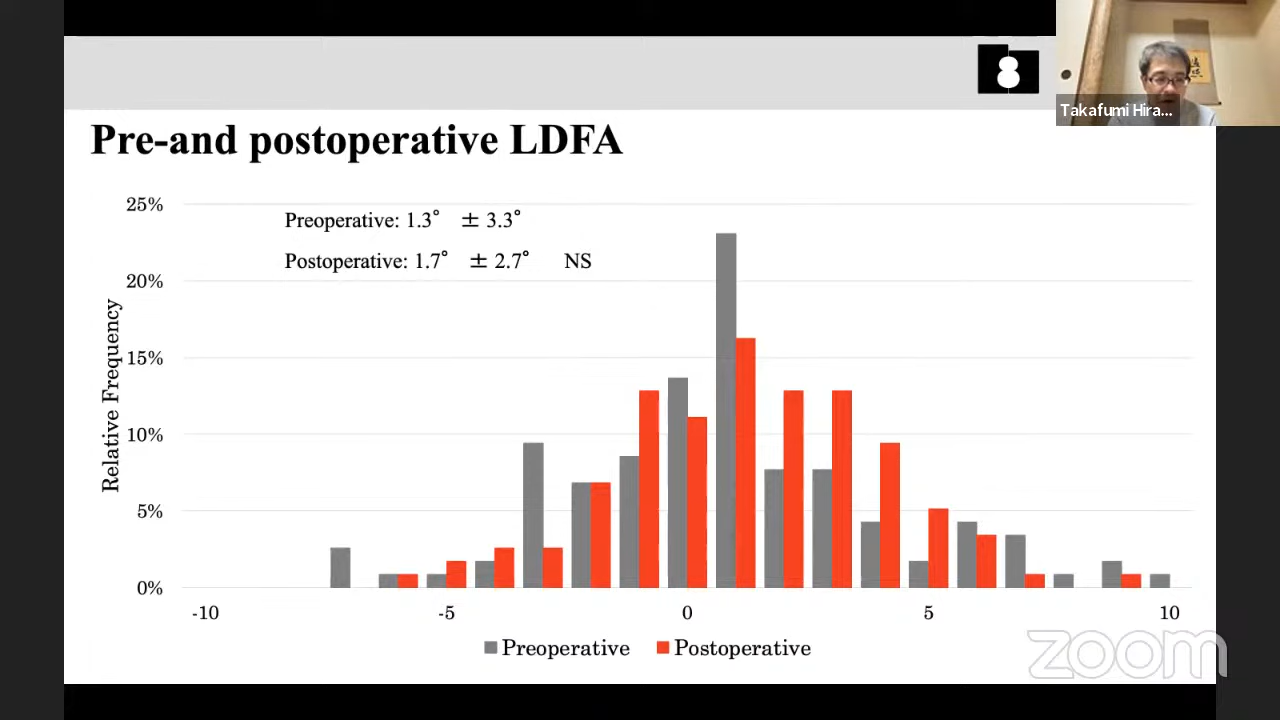 Takafumi Hira...
Pre-and postoperative LDFA
25%
Preoperative: 1.3° ± 3.3°
Postoperative: 1.7° ± 2.7° NS
20%
15%
10%
5%
0%
Relative Frequency
-10 -5 0 5 10
Preoperative Postoperative
zoom